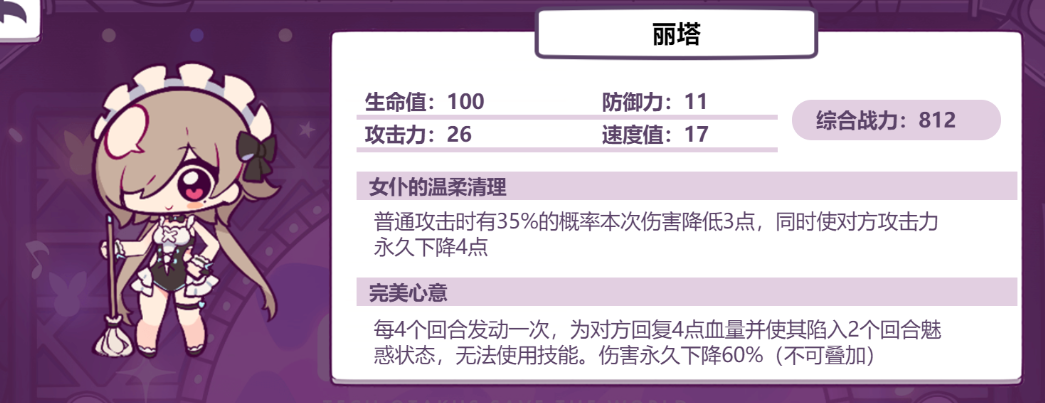 丽塔
生命值：100 防御力：11
攻击力：26 速度值：17
综合战力：812
女仆的温柔清理
普通攻击时有35%的概率本次伤害降低3点，同时使对方攻击力
永久下降4点
完美心意
每4个回合发动一次，为对方回复4点血量并使其陷入2个回合魅
惑状态，无法使用技能。伤害永久下降60%（不可叠加）